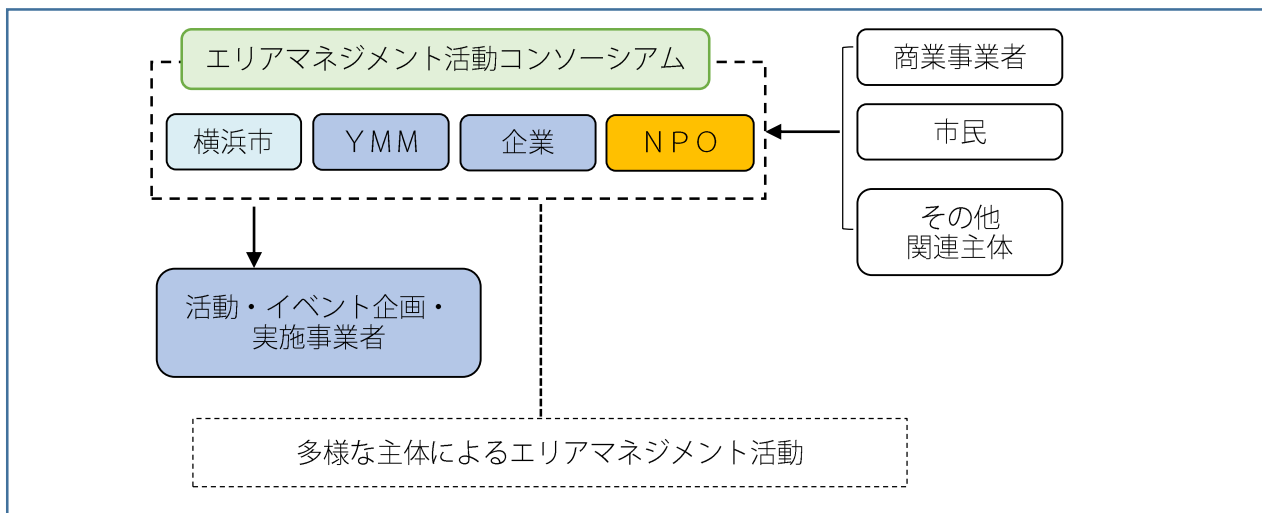 エリアマネジメント活動コンソーシアム
横浜市
ＹＭＭ
企業
ＮＰＯ
商業事業者
市民
その他
関連主体
活動・イベント企画・
実施事業者
多様な主体によるエリアマネジメント活動